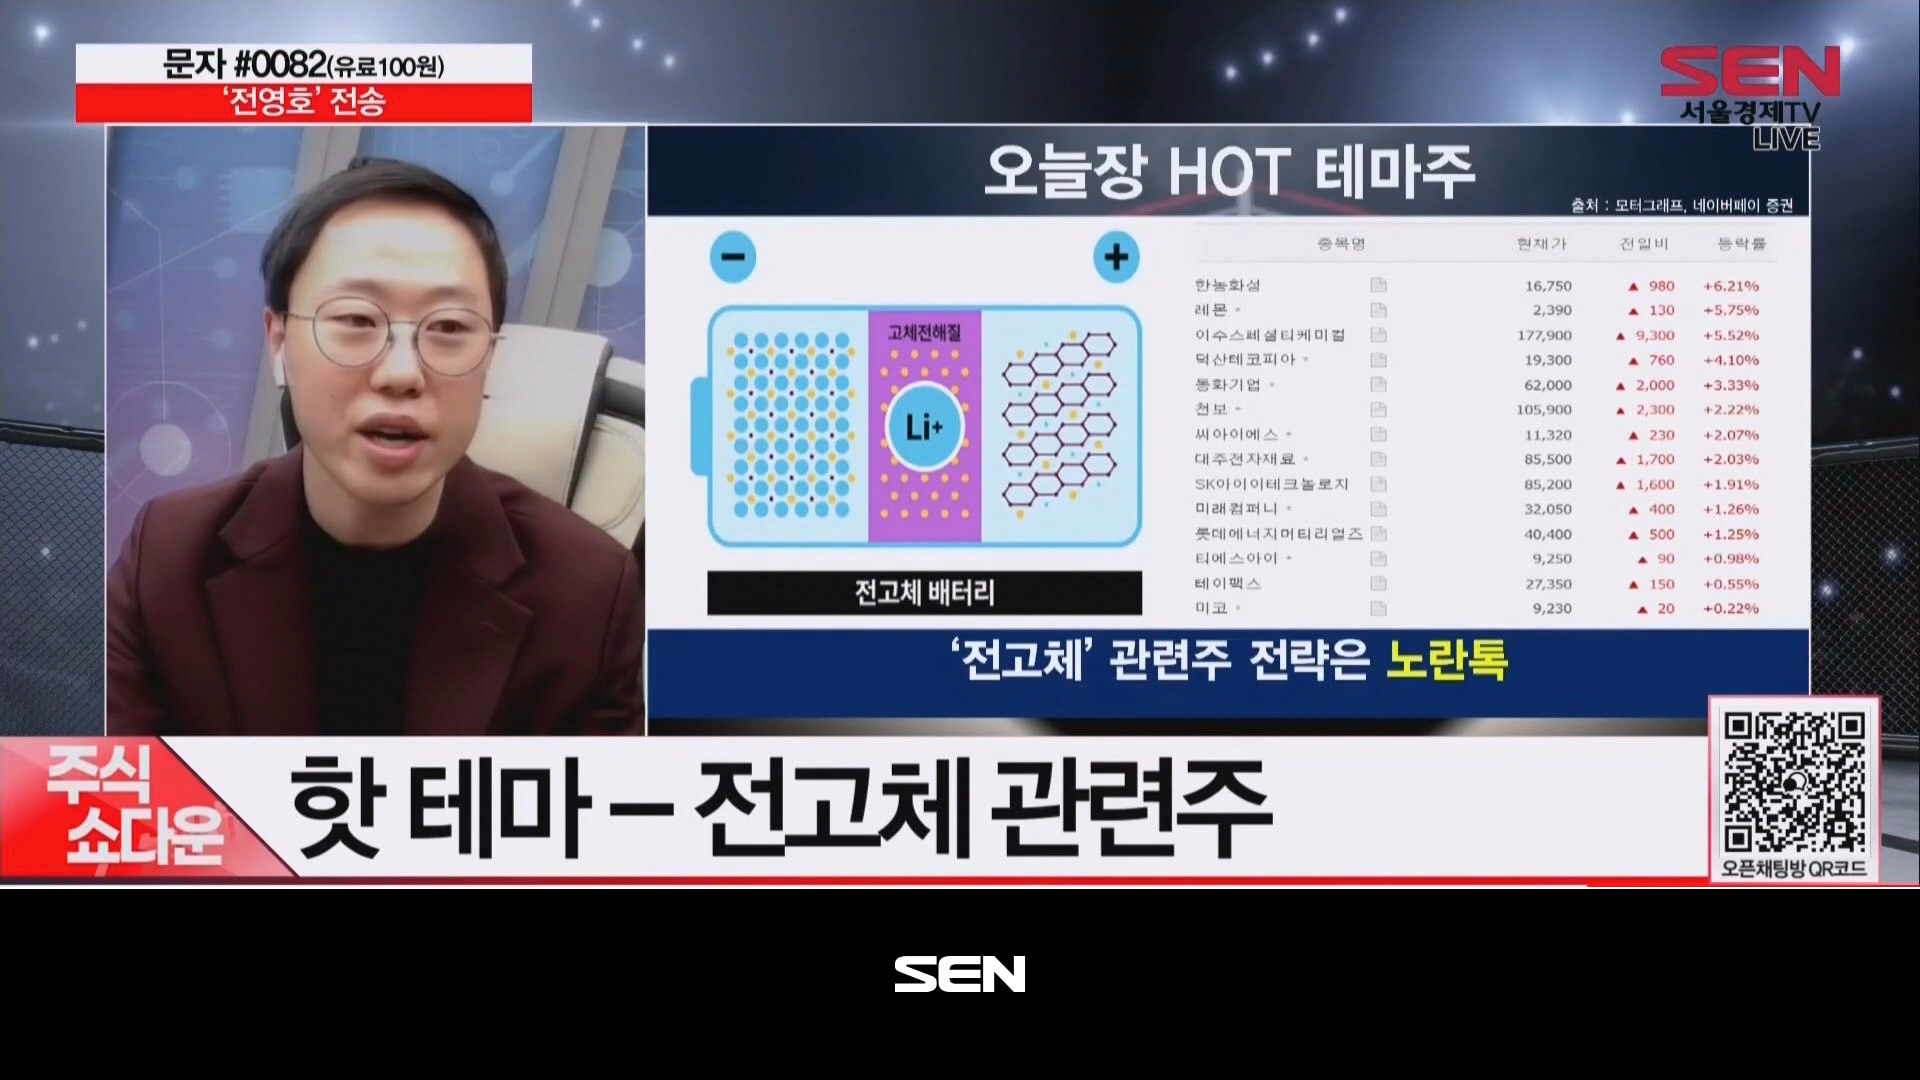 문자 #0082(유료100원)
'전영호' 전송
SEN
서울경제TV
LIVE
오늘장 HOT 테마주
출처 : 모터그래프, 네이버페이 증권
종목명 현재가 전일비 등락률
한농화성 16,750 ▲ 980 +6.21%
레몬 * 2,390 ▲ 130 +5.75%
이수스페셜티케미컬 177,900 ▲ 9,300 +5.52%
덕산테코피아 * 19,300 ▲ 760 +4.10%
동화기업 * 62,000 ▲ 2,000 +3.33%
천보 * 105,900 ▲ 2,300 +2.22%
씨아이에스 * 11,320 ▲ 230 +2.07%
대주전자재료 * 85,500 ▲ 1,700 +2.03%
SK아이이테크놀로지 85,200 ▲ 1,600 +1.91%
미래컴퍼니 * 32,050 ▲ 400 +1.26%
롯데에너지머티리얼즈 40,400 ▲ 500 +1.25%
티에스아이 * 9,250 ▲ 90 +0.98%
테이팩스 27,350 ▲ 150 +0.55%
미코 * 9,230 ▲ 20 +0.22%
− +
고체전해질
Li+
전고체 배터리
'전고체' 관련주 전략은 노란톡
주식
쇼다운
핫 테마 – 전고체 관련주
오픈채팅방 QR코드
SEN